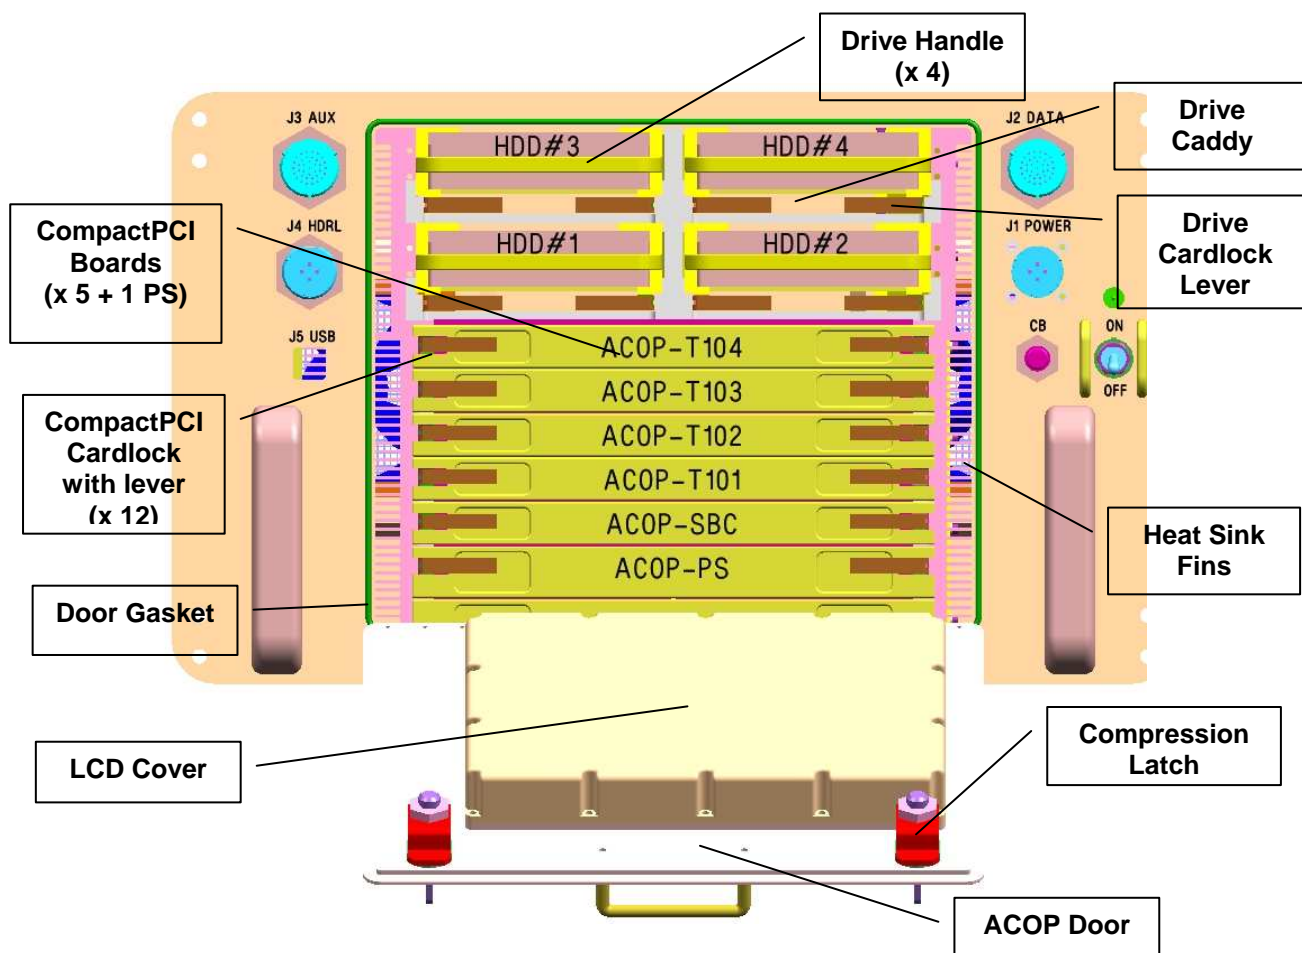 Drive Handle
(x 4)
Drive
Caddy
J3 AUX
J2 DATA
HDD#3
HDD#4
CompactPCI
Boards
(x 5 + 1 PS)
J4 HDRL
HDD#1
HDD#2
J1 POWER
Drive
Cardlock
Lever
J5 USB
CB
ON
OFF
ACOP-T104
ACOP-T103
ACOP-T102
ACOP-T101
ACOP-SBC
ACOP-PS
CompactPCI
Cardlock
with lever
(x 12)
Heat Sink
Fins
Door Gasket
LCD Cover
Compression
Latch
ACOP Door